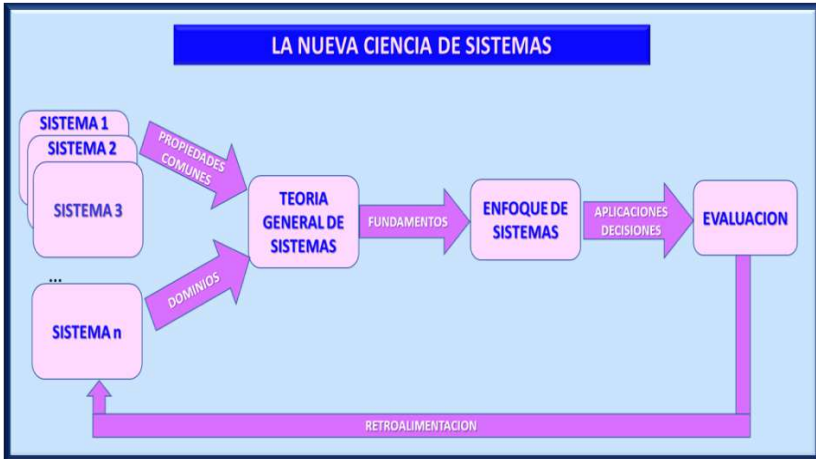 LA NUEVA CIENCIA DE SISTEMAS
SISTEMA 1
SISTEMA 2
SISTEMA 3
...
SISTEMA n
PROPIEDADES
COMUNES
DOMINIOS
TEORIA
GENERAL DE
SISTEMAS
FUNDAMENTOS
ENFOQUE DE
SISTEMAS
APLICACIONES
DECISIONES
EVALUACION
RETROALIMENTACION